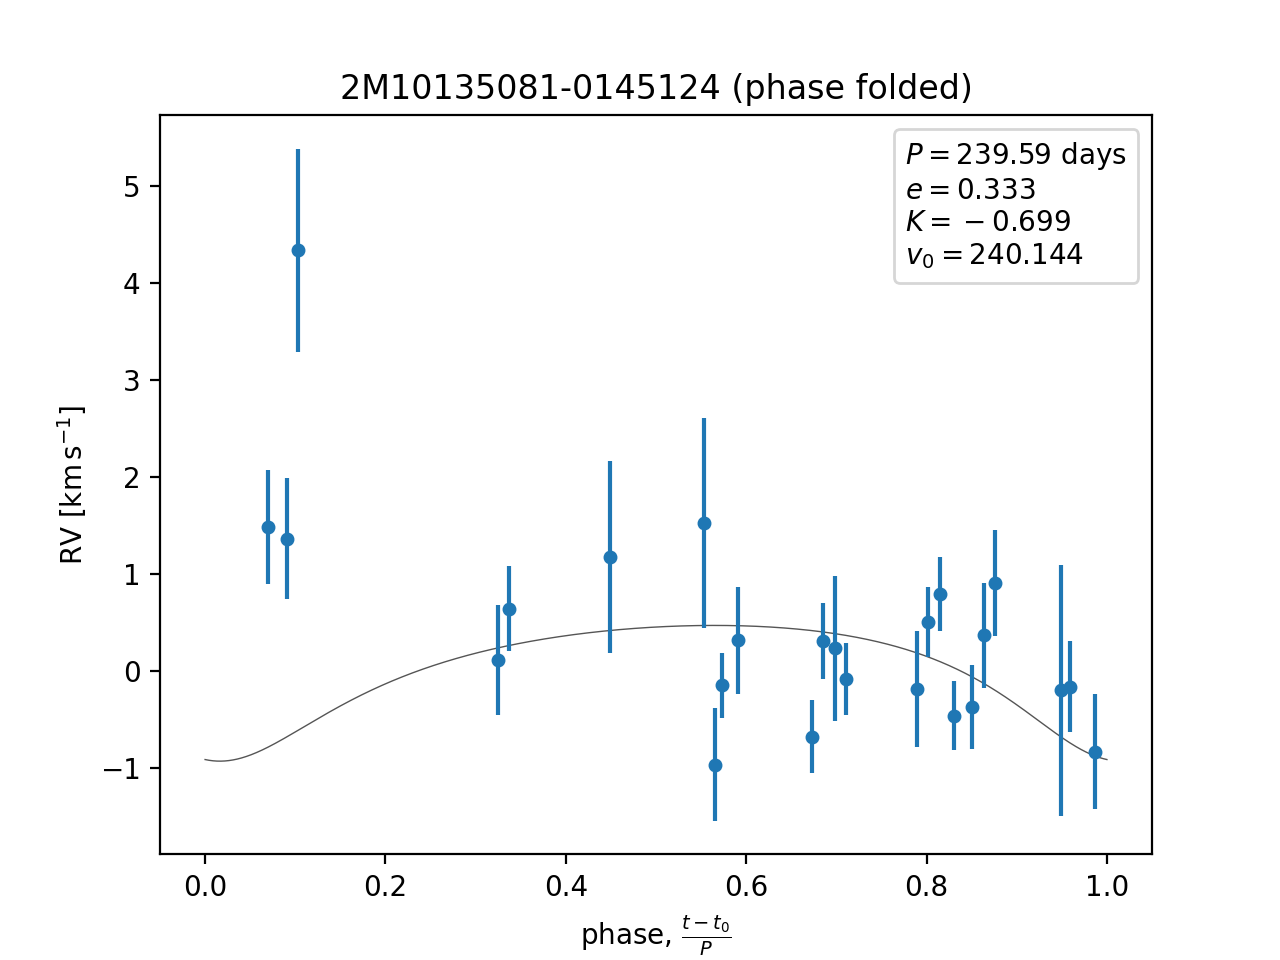 2M10135081-0145124 (phase folded)
P = 239.59 days
e = 0.333
K = −0.699
v₀ = 240.144
RV [km s⁻¹]
5
4
3
2
1
0
−1
0.0 0.2 0.4 0.6 0.8 1.0
phase, (t − t₀)/P